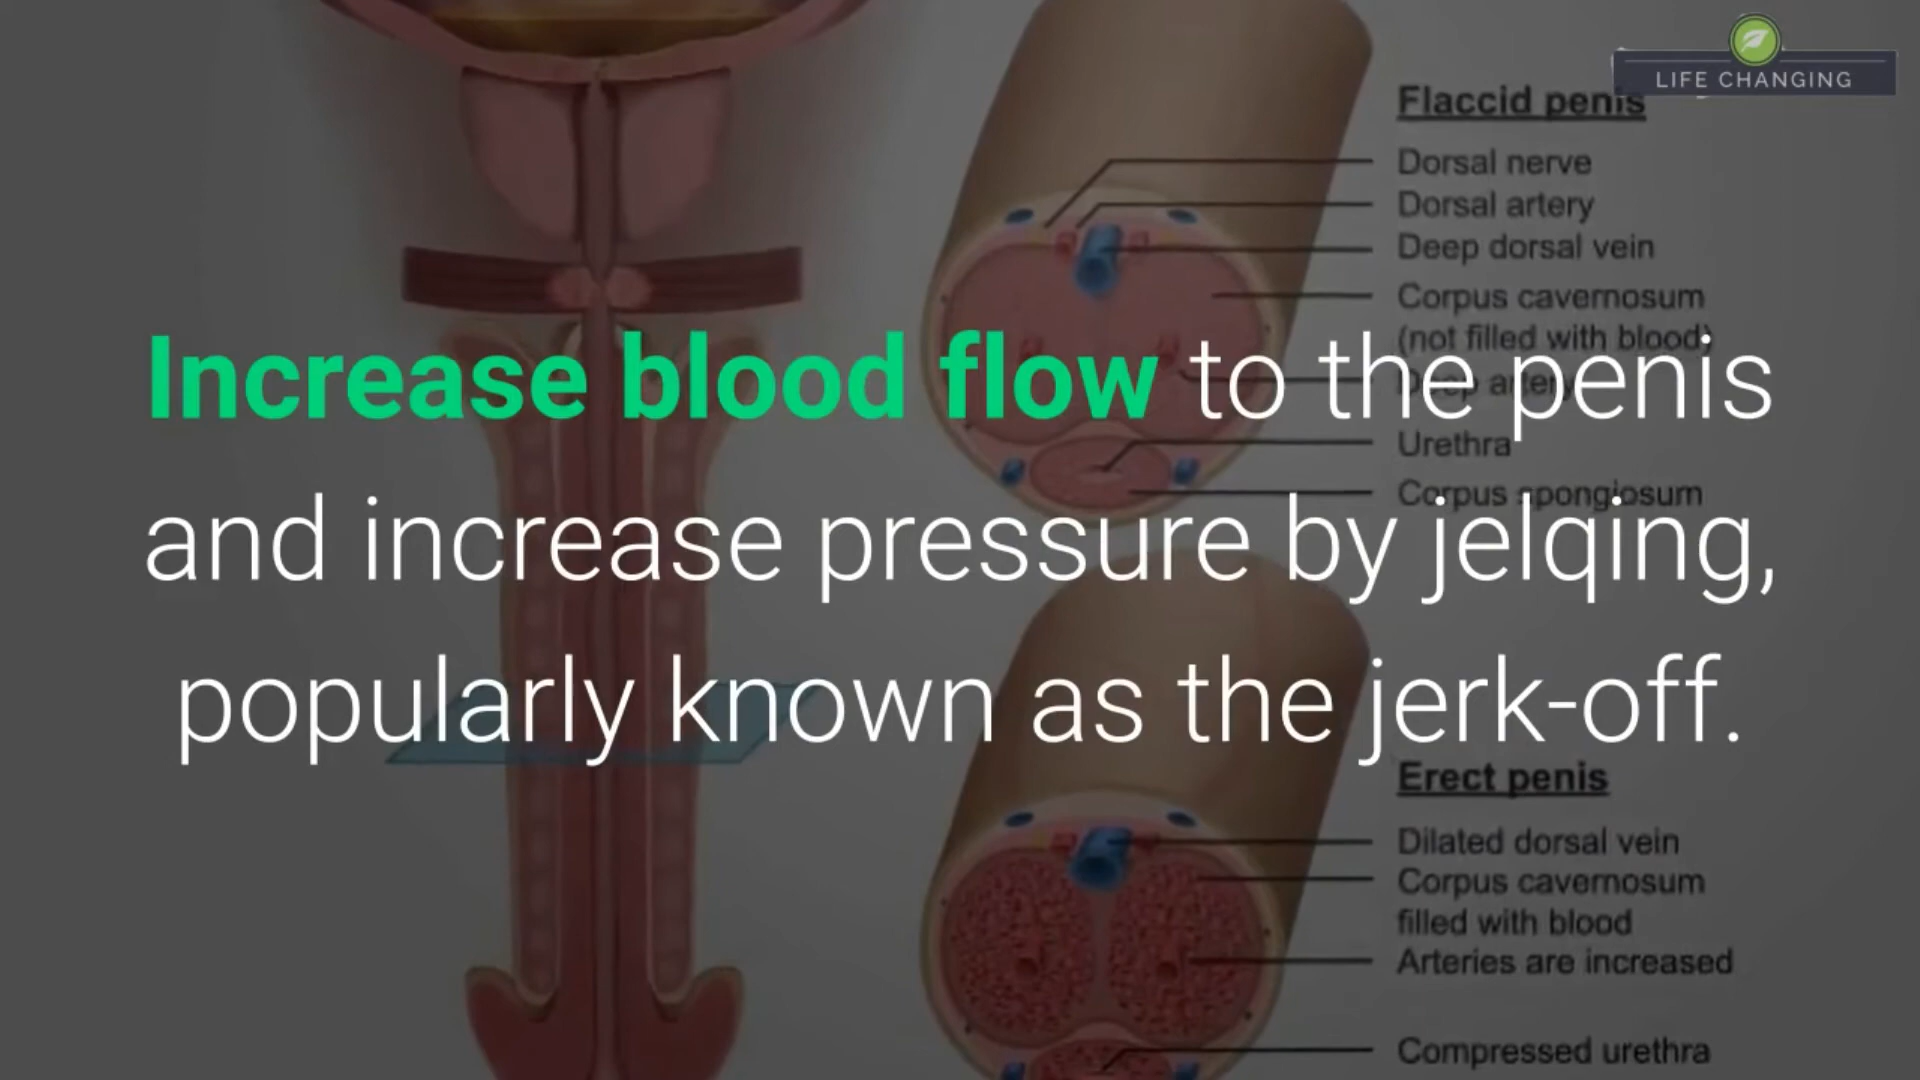 LIFE CHANGING
Flaccid penis
Dorsal nerve
Dorsal artery
Deep dorsal vein
Corpus cavernosum
(not filled with blood)
Deep artery
Urethra
Corpus spongiosum
Increase blood flow to the penis
and increase pressure by jelqing,
popularly known as the jerk-off.
Erect penis
Dilated dorsal vein
Corpus cavernosum
filled with blood
Arteries are increased
Compressed urethra